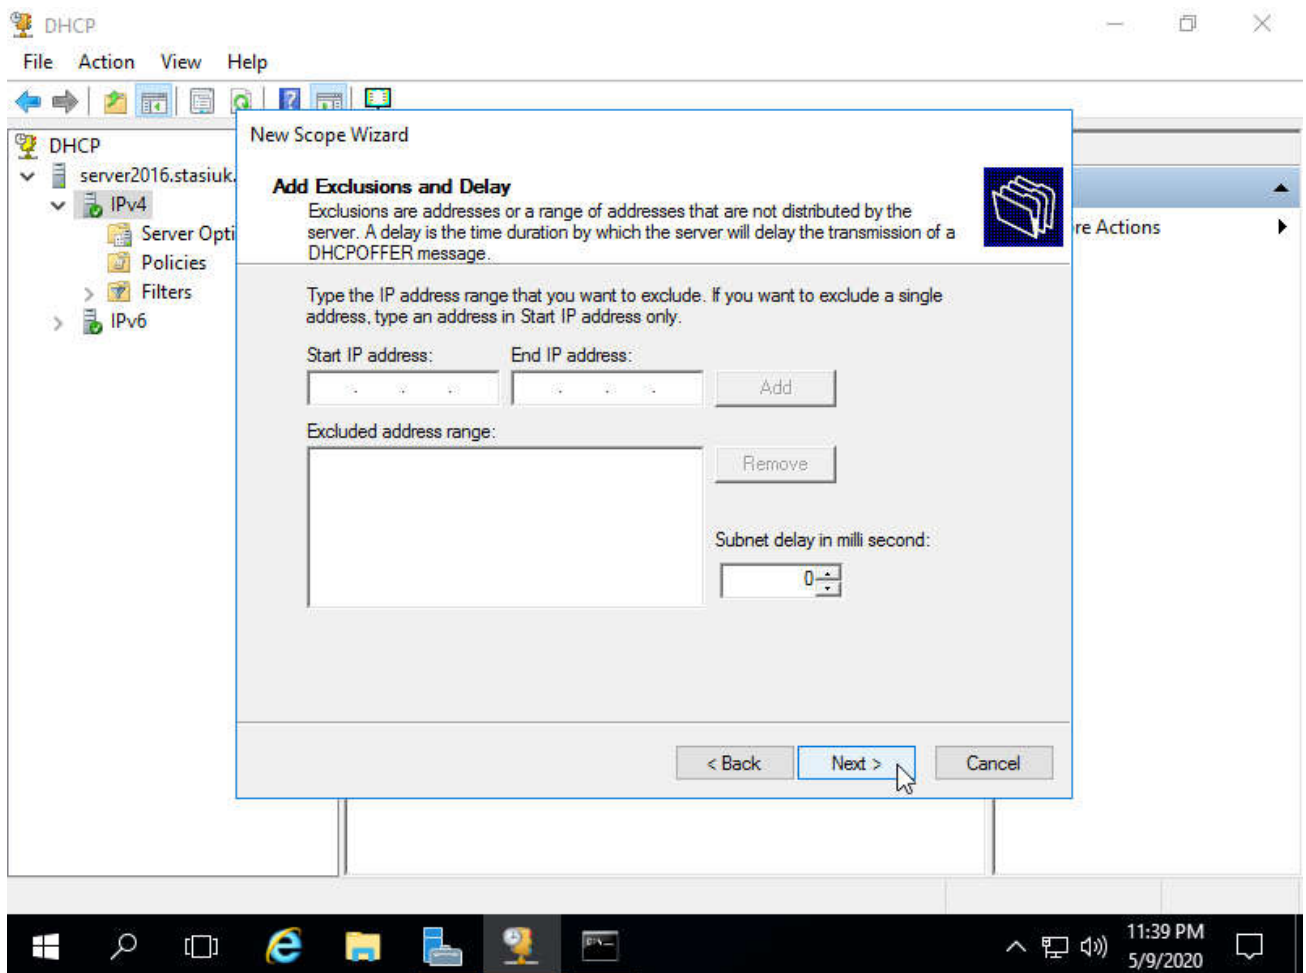 DHCP
File Action View Help
DHCP
server2016.stasiuk.
IPv4
Server Opti
Policies
Filters
IPv6
New Scope Wizard
Add Exclusions and Delay
Exclusions are addresses or a range of addresses that are not distributed by the
server. A delay is the time duration by which the server will delay the transmission of a
DHCPOFFER message.
re Actions
Type the IP address range that you want to exclude. If you want to exclude a single
address, type an address in Start IP address only.
Start IP address: End IP address:
. . . . . . Add
Excluded address range:
Remove
Subnet delay in milli second:
0
< Back Next > Cancel
11:39 PM
5/9/2020